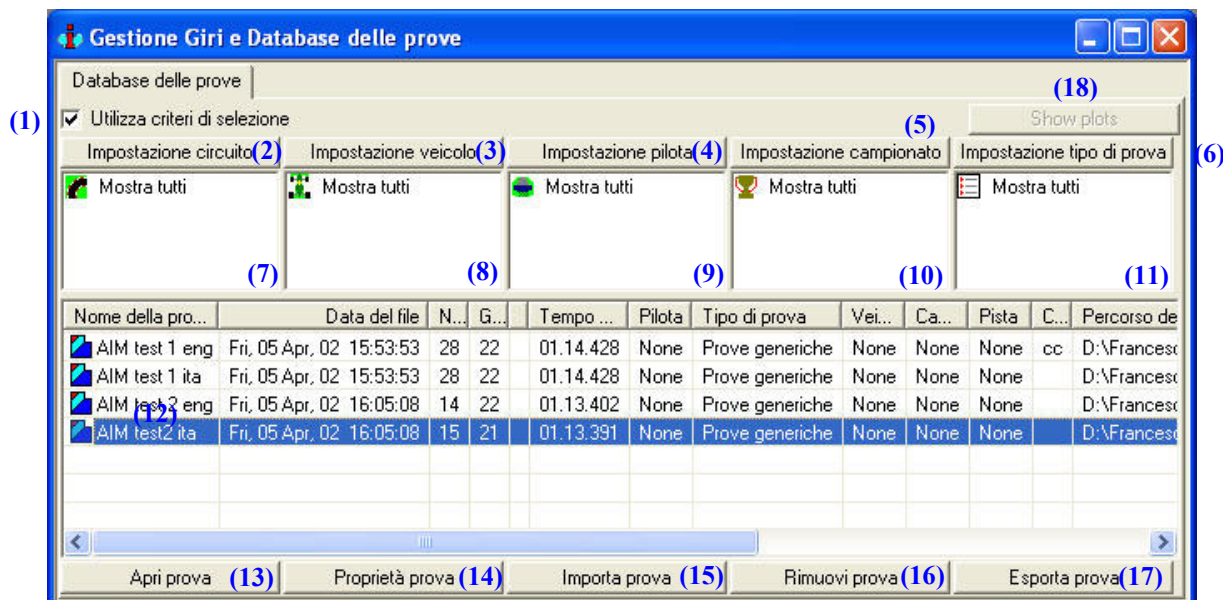 Gestione Giri e Database delle prove
Database delle prove
(18)
(1) Utilizza criteri di selezione (5) Show plots
Impostazione circuito (2) Impostazione veicolo (3) Impostazione pilota (4) Impostazione campionato Impostazione tipo di prova (6)
Mostra tutti Mostra tutti Mostra tutti Mostra tutti Mostra tutti
(7) (8) (9) (10) (11)
Nome della pro... Data del file N... G... Tempo ... Pilota Tipo di prova Vei... Ca... Pista C... Percorso de
AIM test 1 eng Fri, 05 Apr, 02 15:53:53 28 22 01.14.428 None Prove generiche None None None cc D:\Francesc
AIM test 1 ita Fri, 05 Apr, 02 15:53:53 28 22 01.14.428 None Prove generiche None None None D:\Francesc
AIM test 2 eng Fri, 05 Apr, 02 16:05:08 14 22 01.13.402 None Prove generiche None None None D:\Francesc
(12)
AIM test2 ita Fri, 05 Apr, 02 16:05:08 15 21 01.13.391 None Prove generiche None None None D:\Francesc
Apri prova (13) Proprietà prova (14) Importa prova (15) Rimuovi prova (16) Esporta prova (17)